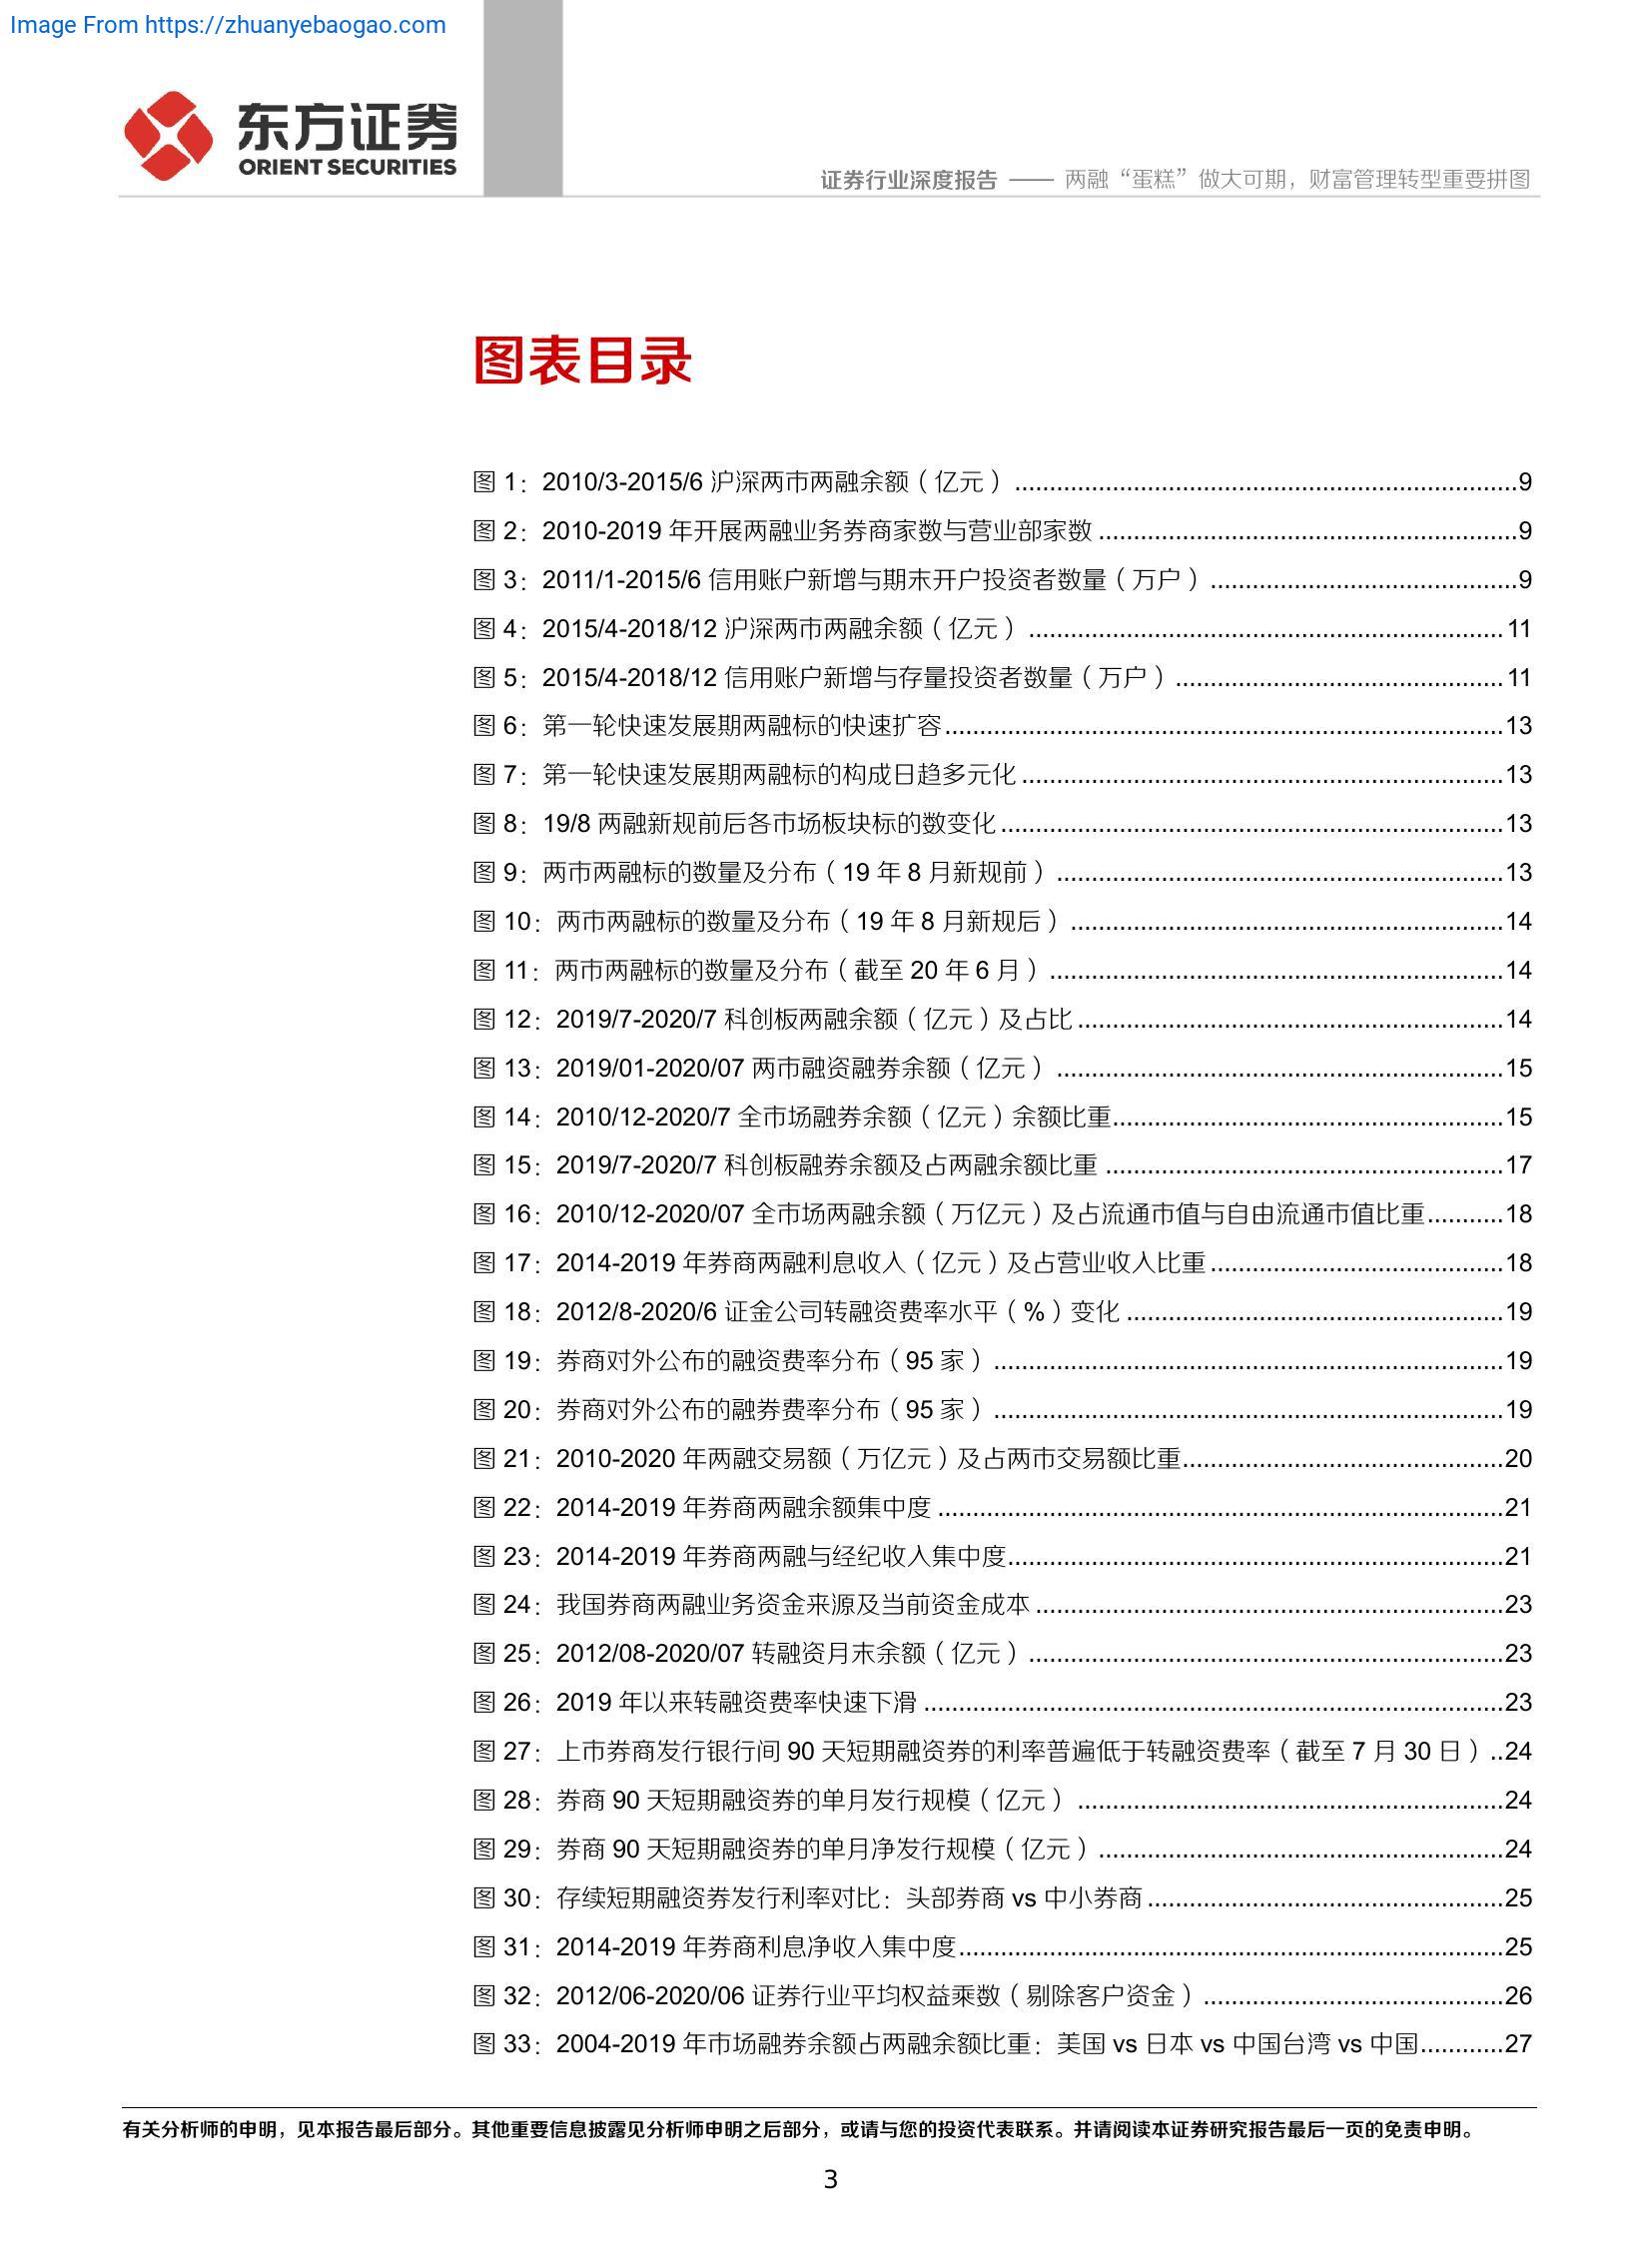 Image From https://zhuanyebaogao.com
东方证券
ORIENT SECURITIES
证券行业深度报告 —— 两融“蛋糕”做大可期，财富管理转型重要拼图
图表目录
图 1：2010/3-2015/6 沪深两市两融余额（亿元）........................................................................9
图 2：2010-2019 年开展两融业务券商家数与营业部家数............................................................9
图 3：2011/1-2015/6 信用账户新增与期末开户投资者数量（万户）............................................9
图 4：2015/4-2018/12 沪深两市两融余额（亿元）....................................................................11
图 5：2015/4-2018/12 信用账户新增与存量投资者数量（万户）...............................................11
图 6：第一轮快速发展期两融标的快速扩容................................................................................13
图 7：第一轮快速发展期两融标的构成日趋多元化.....................................................................13
图 8：19/8 两融新规前后各市场板块标的数变化........................................................................13
图 9：两市两融标的数量及分布（19 年 8 月新规前）................................................................13
图 10：两市两融标的数量及分布（19 年 8 月新规后）..............................................................14
图 11：两市两融标的数量及分布（截至 20 年 6 月）.................................................................14
图 12：2019/7-2020/7 科创板两融余额（亿元）及占比.............................................................14
图 13：2019/01-2020/07 两市融资融券余额（亿元）................................................................15
图 14：2010/12-2020/7 全市场融券余额（亿元）余额比重........................................................15
图 15：2019/7-2020/7 科创板融券余额及占两融余额比重.........................................................17
图 16：2010/12-2020/07 全市场两融余额（万亿元）及占流通市值与自由流通市值比重...........18
图 17：2014-2019 年券商两融利息收入（亿元）及占营业收入比重..........................................18
图 18：2012/8-2020/6 证金公司转融资费率水平（%）变化......................................................19
图 19：券商对外公布的融资费率分布（95 家）.........................................................................19
图 20：券商对外公布的融券费率分布（95 家）.........................................................................19
图 21：2010-2020 年两融交易额（万亿元）及占两市交易额比重..............................................20
图 22：2014-2019 年券商两融余额集中度.................................................................................21
图 23：2014-2019 年券商两融与经纪收入集中度.......................................................................21
图 24：我国券商两融业务资金来源及当前资金成本...................................................................23
图 25：2012/08-2020/07 转融资月末余额（亿元）....................................................................23
图 26：2019 年以来转融资费率快速下滑...................................................................................23
图 27：上市券商发行银行间 90 天短期融资券的利率普遍低于转融资费率（截至 7 月 30 日）..24
图 28：券商 90 天短期融资券的单月发行规模（亿元）.............................................................24
图 29：券商 90 天短期融资券的单月净发行规模（亿元）..........................................................24
图 30：存续短期融资券发行利率对比：头部券商 vs 中小券商...................................................25
图 31：2014-2019 年券商利息净收入集中度..............................................................................25
图 32：2012/06-2020/06 证券行业平均权益乘数（剔除客户资金）...........................................26
图 33：2004-2019 年市场融券余额占两融余额比重：美国 vs 日本 vs 中国台湾 vs 中国............27
有关分析师的申明，见本报告最后部分。其他重要信息披露见分析师申明之后部分，或请与您的投资代表联系。并请阅读本证券研究报告最后一页的免责申明。
3